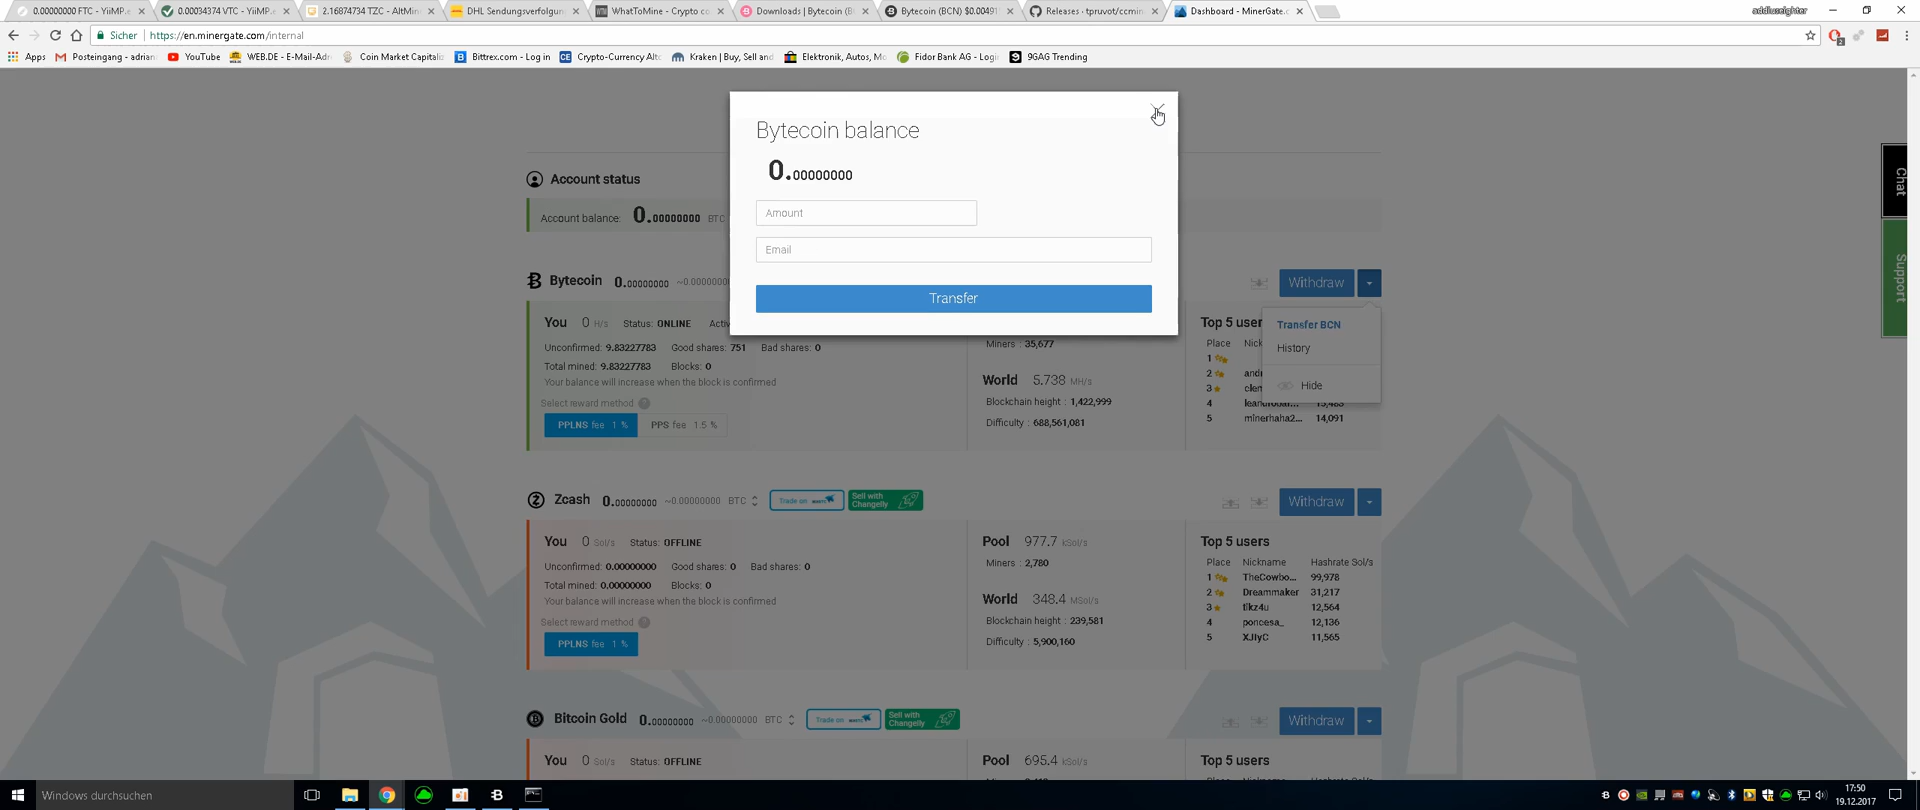 0.00000000 FTC - YiiMP.e
0.00034374 VTC - YiiMP.e
2.16874734 TZC - AltMin
DHL Sendungsverfolgun
WhatToMine - Crypto co
Downloads | Bytecoin (B
Bytecoin (BCN) $0.00491
Releases · tpruvot/ccmin
Dashboard - MinerGate.c
Sicher
https://en.minergate.com/internal
Apps
Posteingang - adrian
YouTube
WEB.DE - E-Mail-Adr
Coin Market Capitali
Bittrex.com - Log in
Crypto-Currency Alt
Kraken | Buy, Sell and
Elektronik, Autos, M
Fidor Bank AG - Logi
9GAG Trending
Bytecoin balance
0.00000000
Amount
Email
Transfer
Chat
Support
Account status
Account balance: 0.00000000 BTC
Bytecoin 0.00000000 ~0.0000000
Withdraw
Transfer BCN
History
Hide
You 0 H/s Status: ONLINE Activ
Unconfirmed: 9.83227783 Good shares: 751 Bad shares: 0
Total mined: 9.83227783 Blocks: 0
Your balance will increase when the block is confirmed
Select reward method ?
PPLNS fee 1 %
PPS fee 1.5 %
Miners : 35,677
World 5.738 MH/s
Blockchain height : 1,422,999
Difficulty : 688,561,081
Top 5 user
Place Nick
1
2 andr
3 clem
4 leandrobar... 15,483
5 minerhaha2... 14,091
Zcash 0.00000000 ~0.00000000 BTC
Trade on
Sell with Changelly
Withdraw
You 0 Sol/s Status: OFFLINE
Unconfirmed: 0.00000000 Good shares: 0 Bad shares: 0
Total mined: 0.00000000 Blocks: 0
Your balance will increase when the block is confirmed
Select reward method ?
PPLNS fee 1 %
Pool 977.7 kSol/s
Miners : 2,780
World 348.4 MSol/s
Blockchain height : 239,581
Difficulty : 5,900,160
Top 5 users
Place Nickname Hashrate Sol/s
1 TheCowbo... 99,978
2 Dreammaker 31,217
3 tikz4u 12,564
4 poncesa_ 12,136
5 XJIyC 11,565
Bitcoin Gold 0.00000000 ~0.00000000 BTC
Trade on
Sell with Changelly
Withdraw
You 0 Sol/s Status: OFFLINE
Pool 695.4 kSol/s
Top 5 users
Windows durchsuchen
17:50
19.12.2017